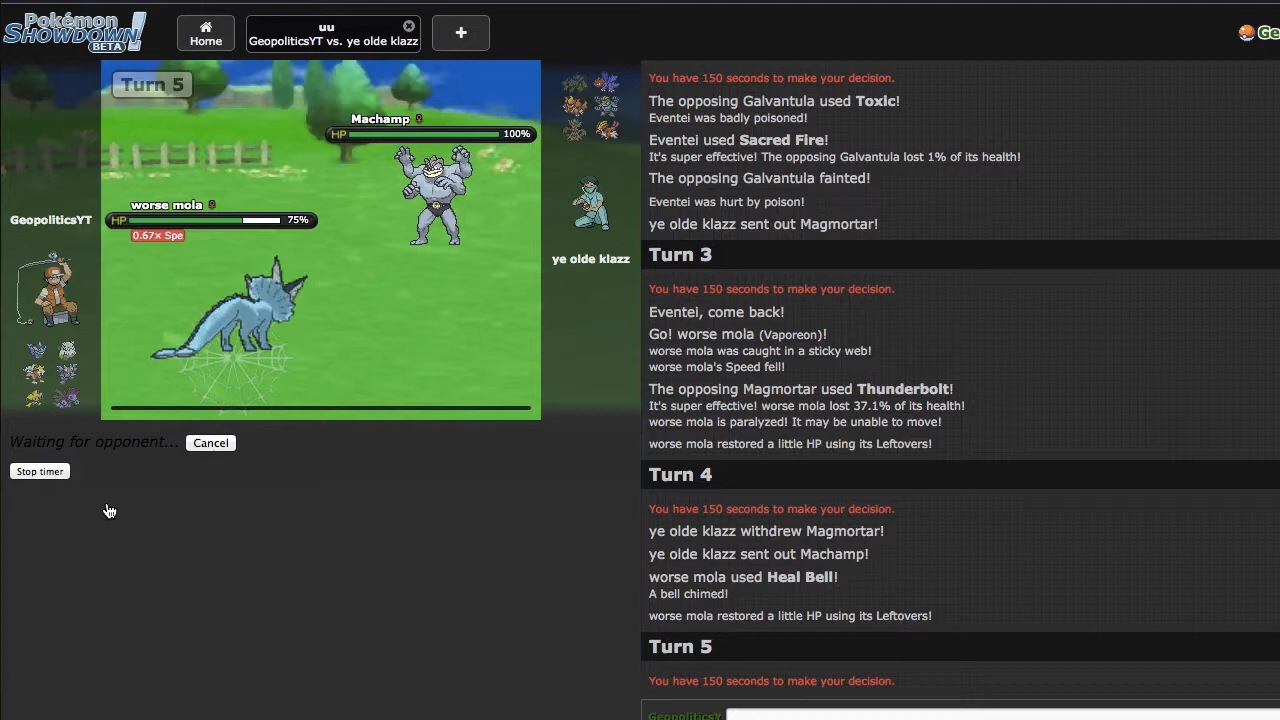 Pokémon
SHOWDOWN!
BETA
Home
uu
GeopoliticsYT vs. ye olde klazz
+
Ge
Turn 5
Machamp ♀
HP 100%
worse mola ♀
HP 75%
0.67× Spe
GeopoliticsYT
ye olde klazz
Waiting for opponent... Cancel
Stop timer
You have 150 seconds to make your decision.
The opposing Galvantula used Toxic!
Eventei was badly poisoned!
Eventei used Sacred Fire!
It's super effective! The opposing Galvantula lost 1% of its health!
The opposing Galvantula fainted!
Eventei was hurt by poison!
ye olde klazz sent out Magmortar!
Turn 3
You have 150 seconds to make your decision.
Eventei, come back!
Go! worse mola (Vaporeon)!
worse mola was caught in a sticky web!
worse mola's Speed fell!
The opposing Magmortar used Thunderbolt!
It's super effective! worse mola lost 37.1% of its health!
worse mola is paralyzed! It may be unable to move!
worse mola restored a little HP using its Leftovers!
Turn 4
You have 150 seconds to make your decision.
ye olde klazz withdrew Magmortar!
ye olde klazz sent out Machamp!
worse mola used Heal Bell!
A bell chimed!
worse mola restored a little HP using its Leftovers!
Turn 5
You have 150 seconds to make your decision.
GeopoliticsY